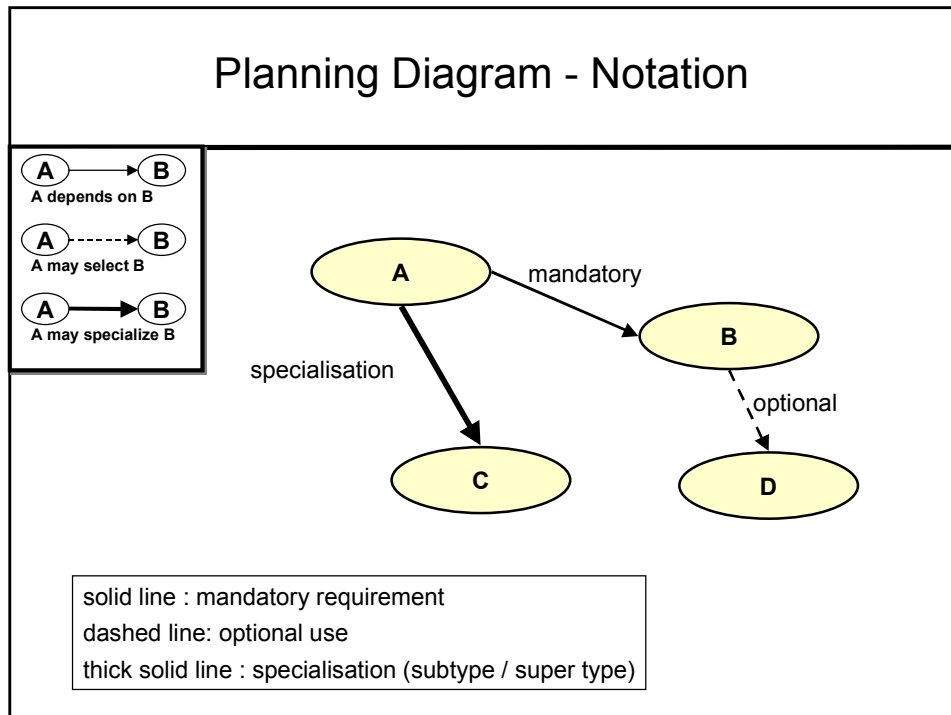 Planning Diagram - Notation
A B
A depends on B
A B
A may select B
A B
A may specialize B
A
mandatory
B
specialisation
optional
C
D
solid line : mandatory requirement
dashed line: optional use
thick solid line : specialisation (subtype / super type)